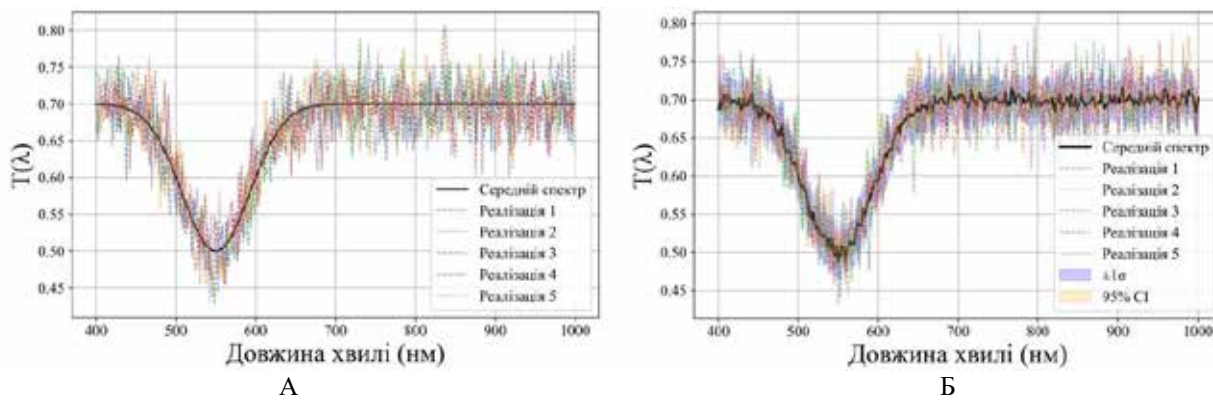 T(λ)
0.75
0.70
0.65
0.60
0.55
0.50
0.45
Середній спектр
Реалізація 1
Реалізація 2
Реалізація 3
Реалізація 4
Реалізація 5
400 500 600 700 800 900 1000
Довжина хвилі (нм)
А
T(λ)
0.80
0.75
0.70
0.65
0.60
0.55
0.50
0.45
Середній спектр
Реалізація 1
Реалізація 2
Реалізація 3
Реалізація 4
Реалізація 5
±1σ
95% CI
400 500 600 700 800 900 1000
Довжина хвилі (нм)
Б